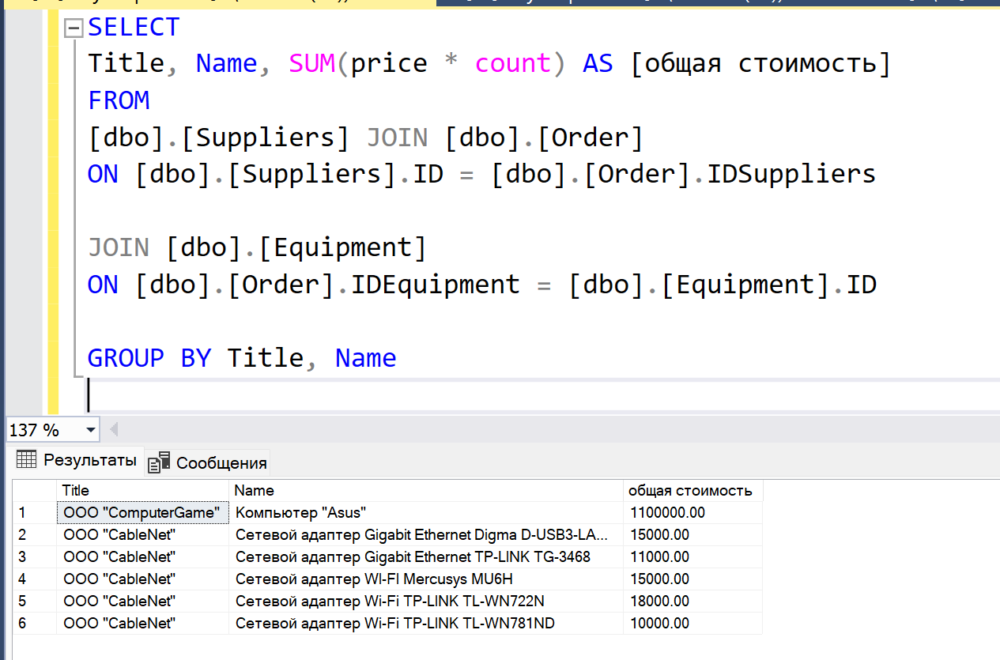 SELECT
Title, Name, SUM(price * count) AS [общая стоимость]
FROM
[dbo].[Suppliers] JOIN [dbo].[Order]
ON [dbo].[Suppliers].ID = [dbo].[Order].IDSuppliers
JOIN [dbo].[Equipment]
ON [dbo].[Order].IDEquipment = [dbo].[Equipment].ID
GROUP BY Title, Name
137 %
Результаты Сообщения
Title Name общая стоимость
1 ООО "ComputerGame" Компьютер "Asus" 1100000.00
2 ООО "CableNet" Сетевой адаптер Gigabit Ethernet Digma D-USB3-LA... 15000.00
3 ООО "CableNet" Сетевой адаптер Gigabit Ethernet TP-LINK TG-3468 11000.00
4 ООО "CableNet" Сетевой адаптер WI-FI Mercusys MU6H 15000.00
5 ООО "CableNet" Сетевой адаптер Wi-Fi TP-LINK TL-WN722N 18000.00
6 ООО "CableNet" Сетевой адаптер Wi-Fi TP-LINK TL-WN781ND 10000.00